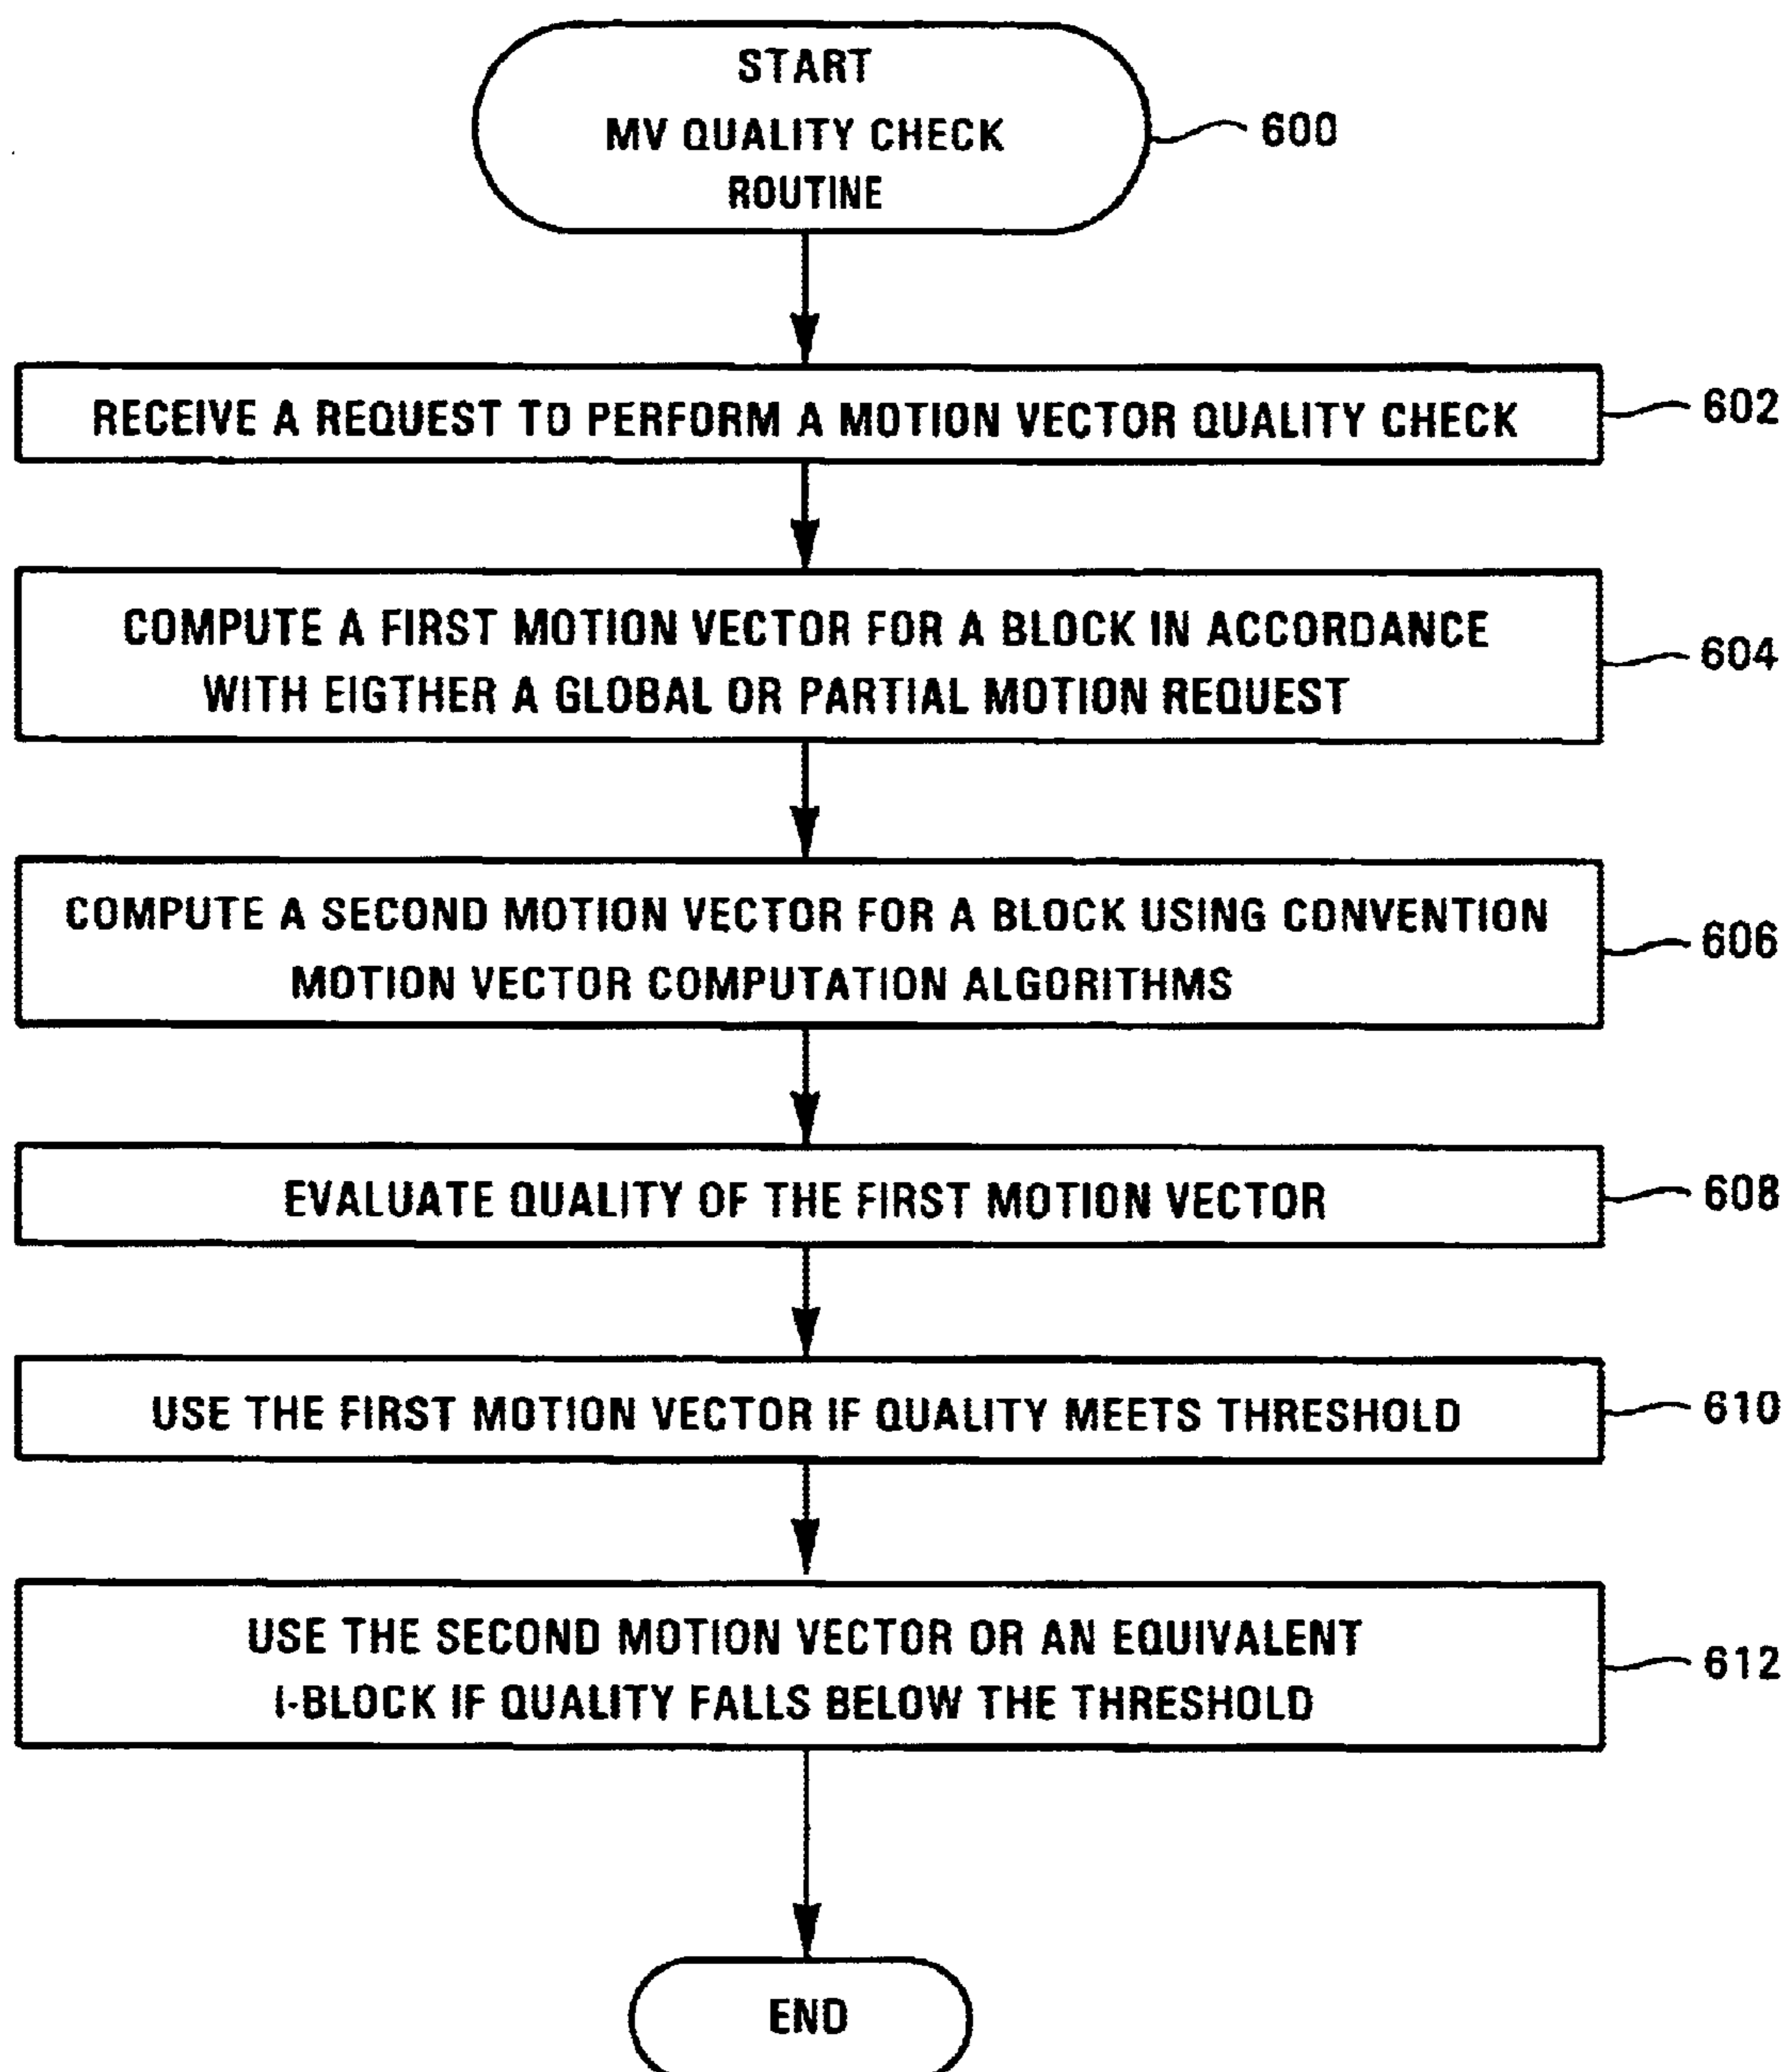 START
MV QUALITY CHECK
ROUTINE
600
RECEIVE A REQUEST TO PERFORM A MOTION VECTOR QUALITY CHECK
602
COMPUTE A FIRST MOTION VECTOR FOR A BLOCK IN ACCORDANCE
WITH EIGTHER A GLOBAL OR PARTIAL MOTION REQUEST
604
COMPUTE A SECOND MOTION VECTOR FOR A BLOCK USING CONVENTION
MOTION VECTOR COMPUTATION ALGORITHMS
606
EVALUATE QUALITY OF THE FIRST MOTION VECTOR
608
USE THE FIRST MOTION VECTOR IF QUALITY MEETS THRESHOLD
610
USE THE SECOND MOTION VECTOR OR AN EQUIVALENT
I-BLOCK IF QUALITY FALLS BELOW THE THRESHOLD
612
END